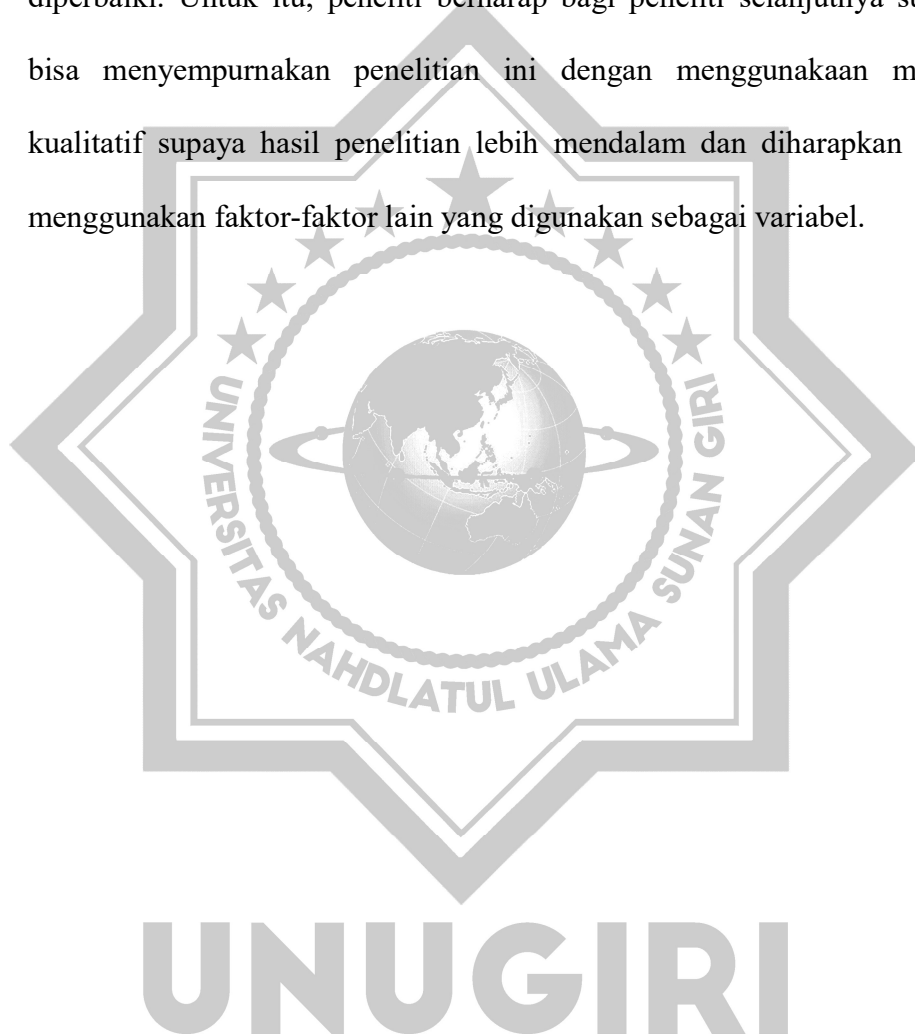 diperbaiki. Untuk itu, peneliti berharap bagi peneliti selanjutnya
bisa menyempurnakan penelitian ini dengan menggunakaan
kualitatif supaya hasil penelitian lebih mendalam dan diharapkan
menggunakan faktor-faktor lain yang digunakan sebagai variabel.
UNIVERSITAS NAHDLATUL ULAMA SUNAN GIRI
UNUGIRI